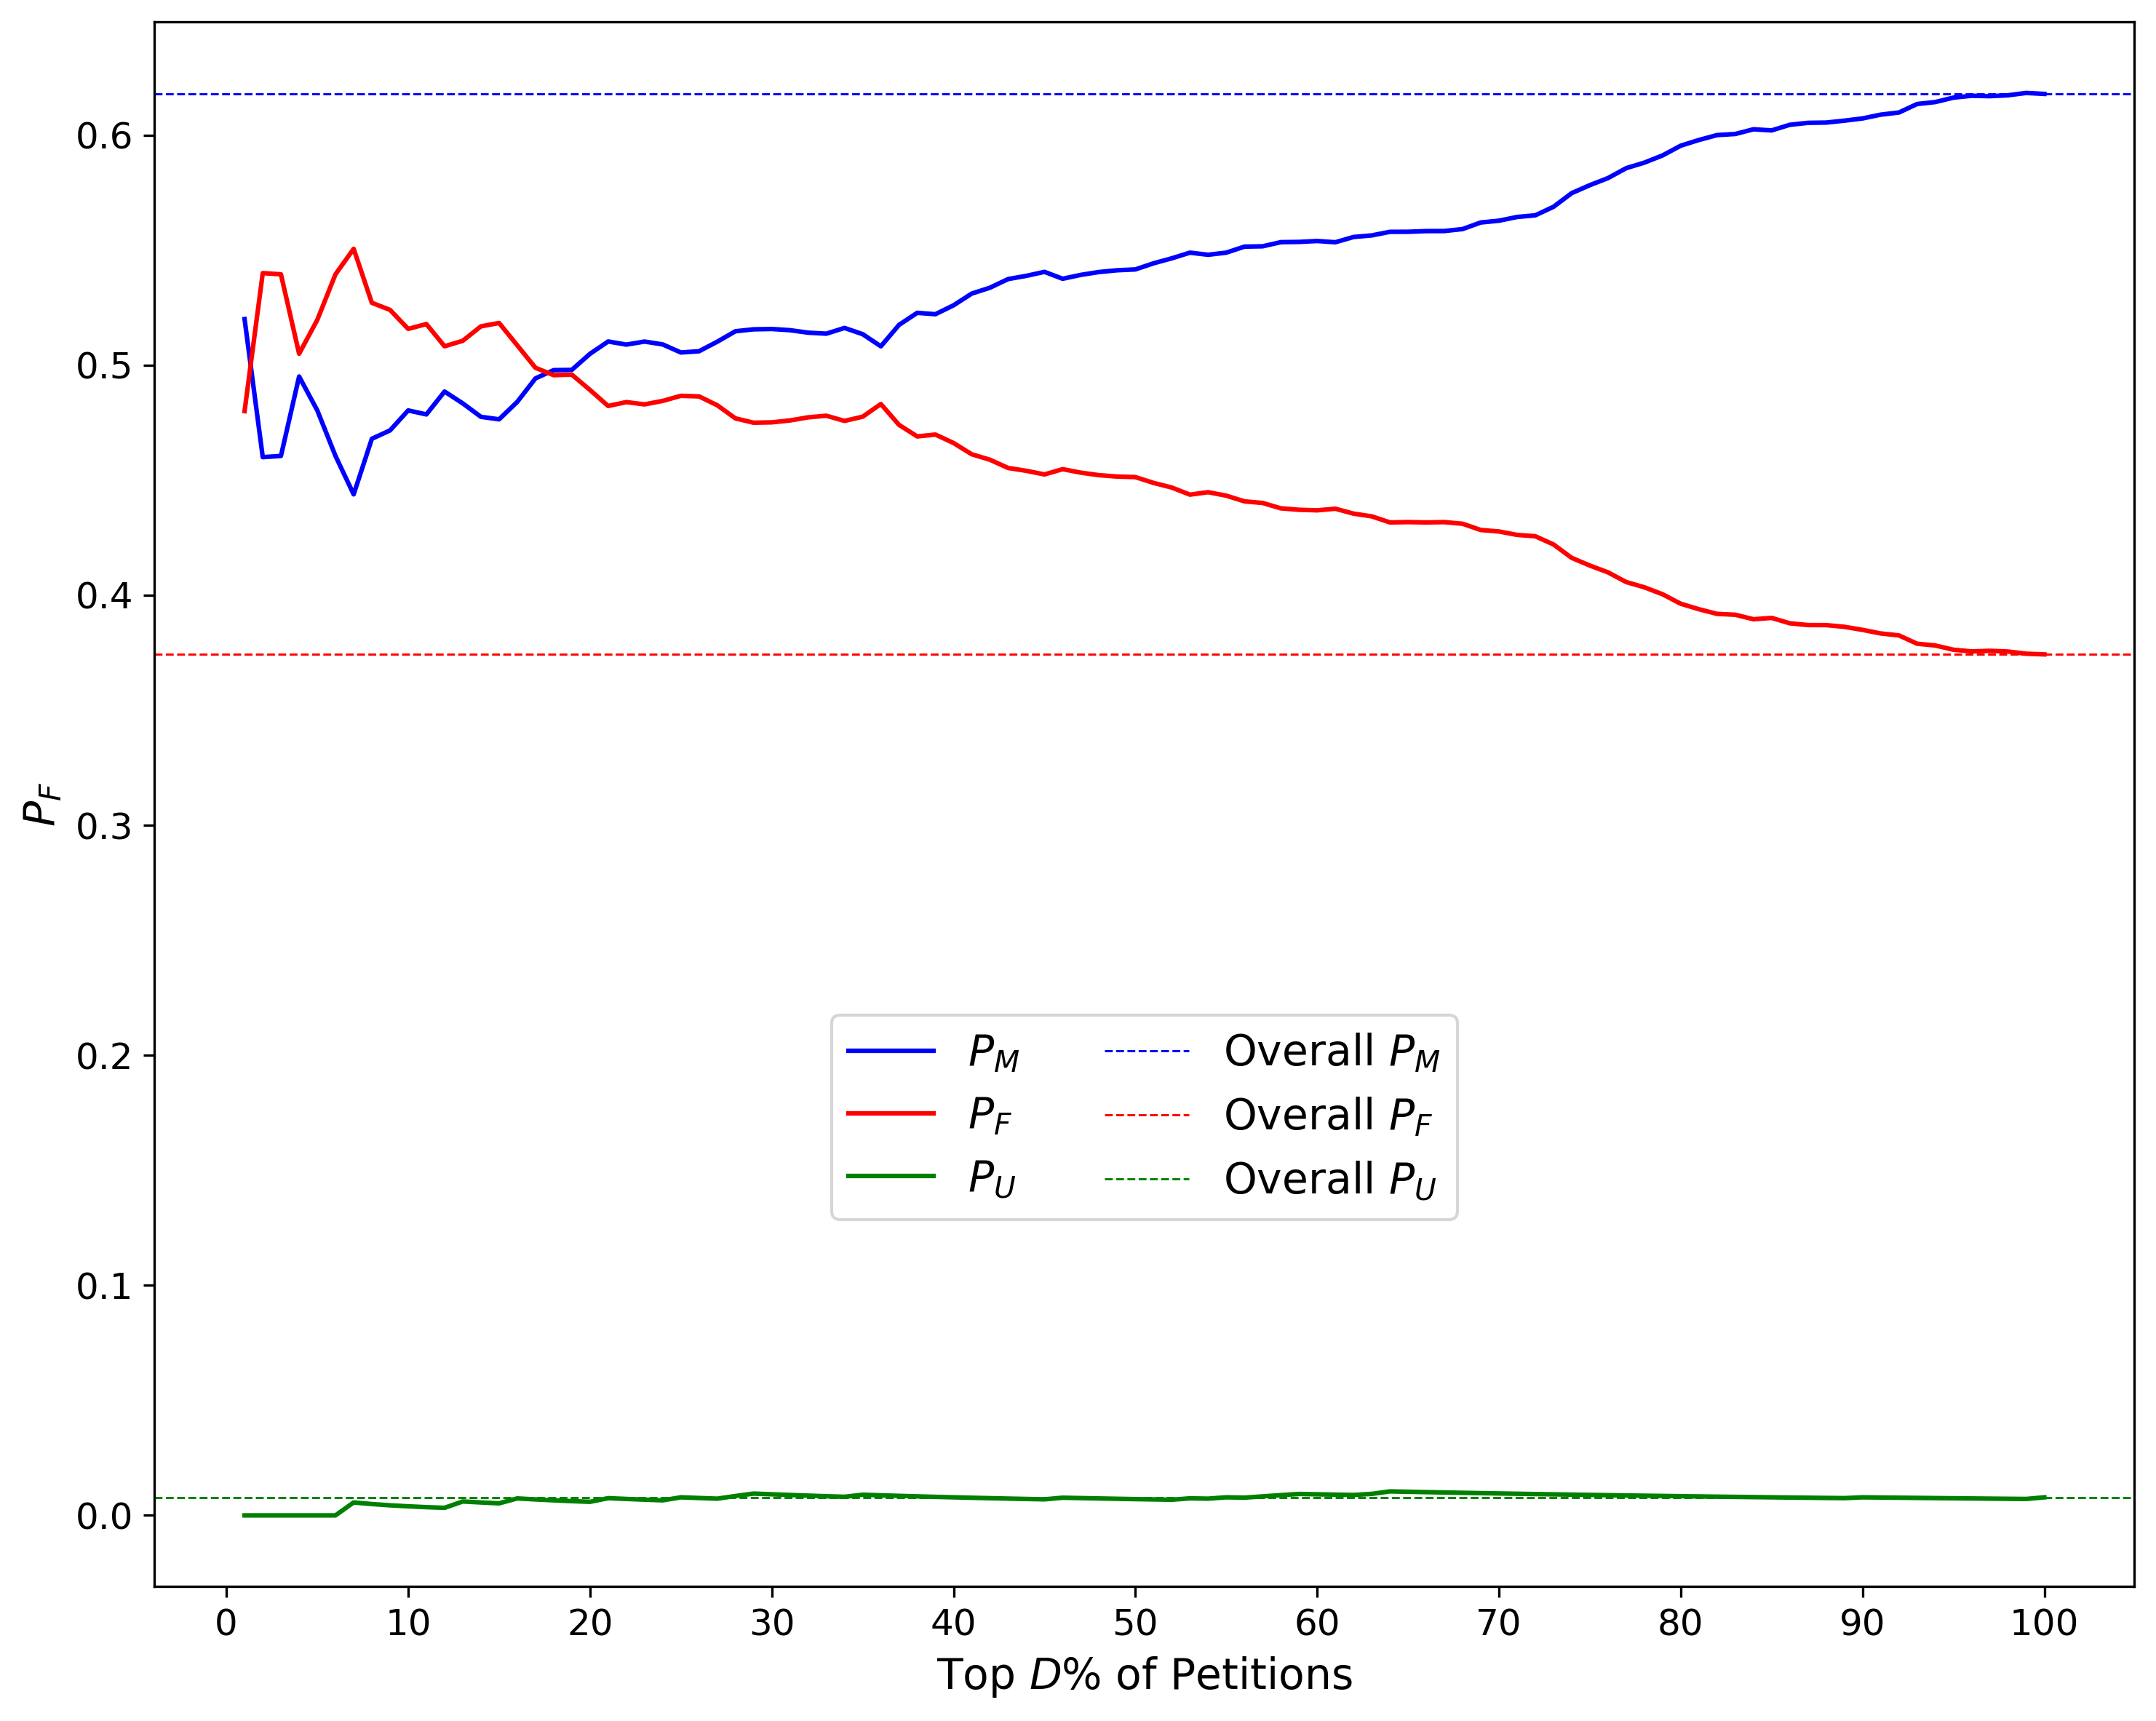 0.6
0.5
0.4
0.3
0.2
0.1
0.0
P_F
P_M
P_F
P_U
Overall P_M
Overall P_F
Overall P_U
0 10 20 30 40 50 60 70 80 90 100
Top D% of Petitions